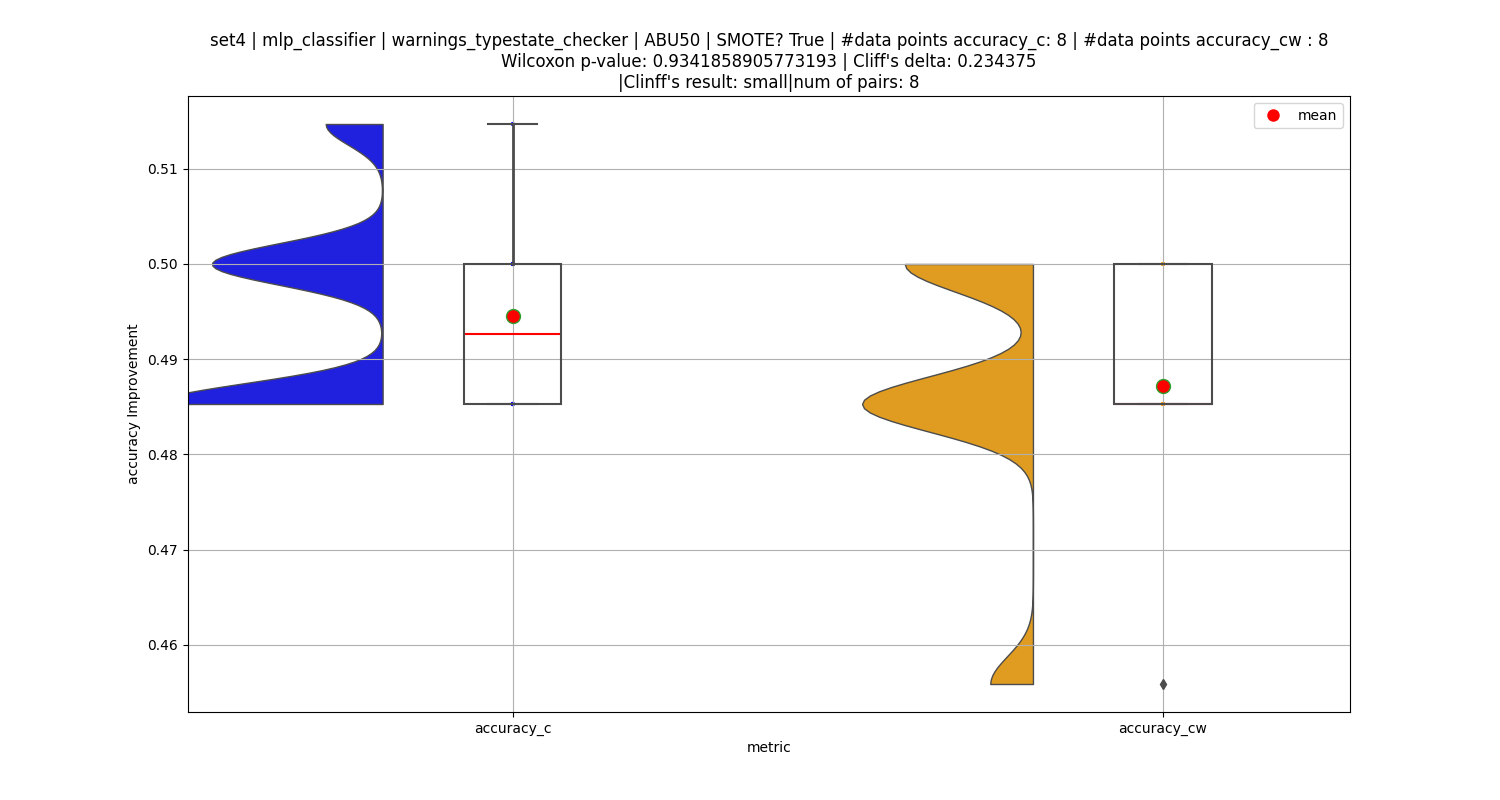 set4 | mlp_classifier | warnings_typestate_checker | ABU50 | SMOTE? True | #data points accuracy_c: 8 | #data points accuracy_cw : 8
Wilcoxon p-value: 0.9341858905773193 | Cliff's delta: 0.234375
|Clinff's result: small|num of pairs: 8
mean
0.51
0.50
0.49
0.48
0.47
0.46
accuracy Improvement
accuracy_c
accuracy_cw
metric